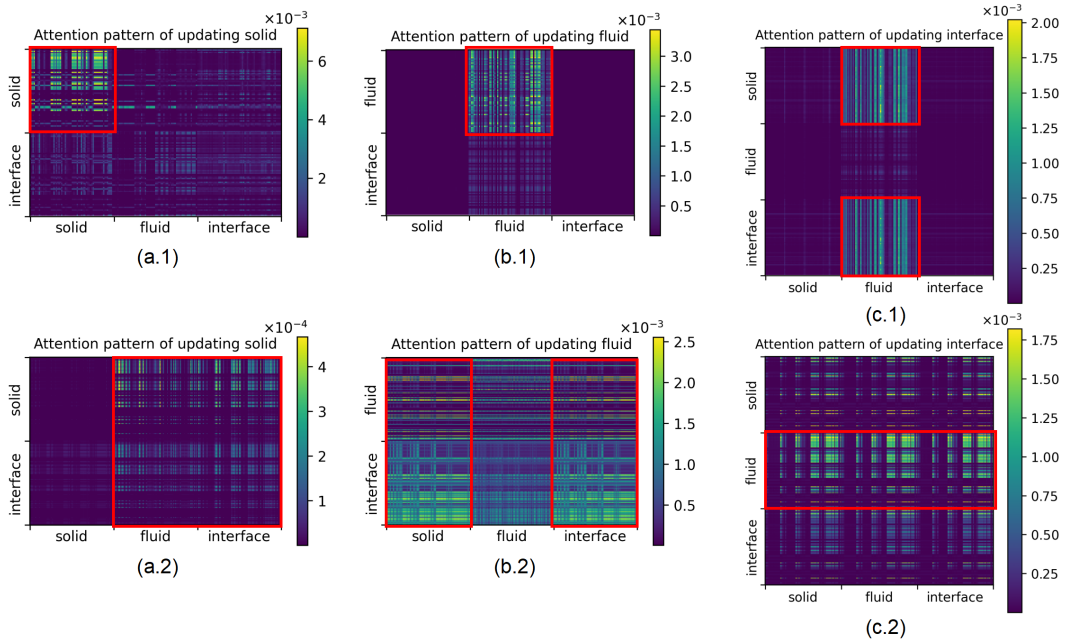 ×10⁻³
Attention pattern of updating solid
solid
interface
6
4
2
solid fluid interface
(a.1)
×10⁻³
Attention pattern of updating fluid
fluid
interface
3.5
3.0
2.5
2.0
1.5
1.0
0.5
solid fluid interface
(b.1)
×10⁻³
Attention pattern of updating interface
solid
fluid
interface
2.00
1.75
1.50
1.25
1.00
0.75
0.50
0.25
solid fluid interface
(c.1)
×10⁻⁴
Attention pattern of updating solid
solid
interface
4
3
2
1
solid fluid interface
(a.2)
×10⁻³
Attention pattern of updating fluid
fluid
interface
2.5
2.0
1.5
1.0
0.5
solid fluid interface
(b.2)
×10⁻³
Attention pattern of updating interface
solid
fluid
interface
1.75
1.50
1.25
1.00
0.75
0.50
0.25
solid fluid interface
(c.2)